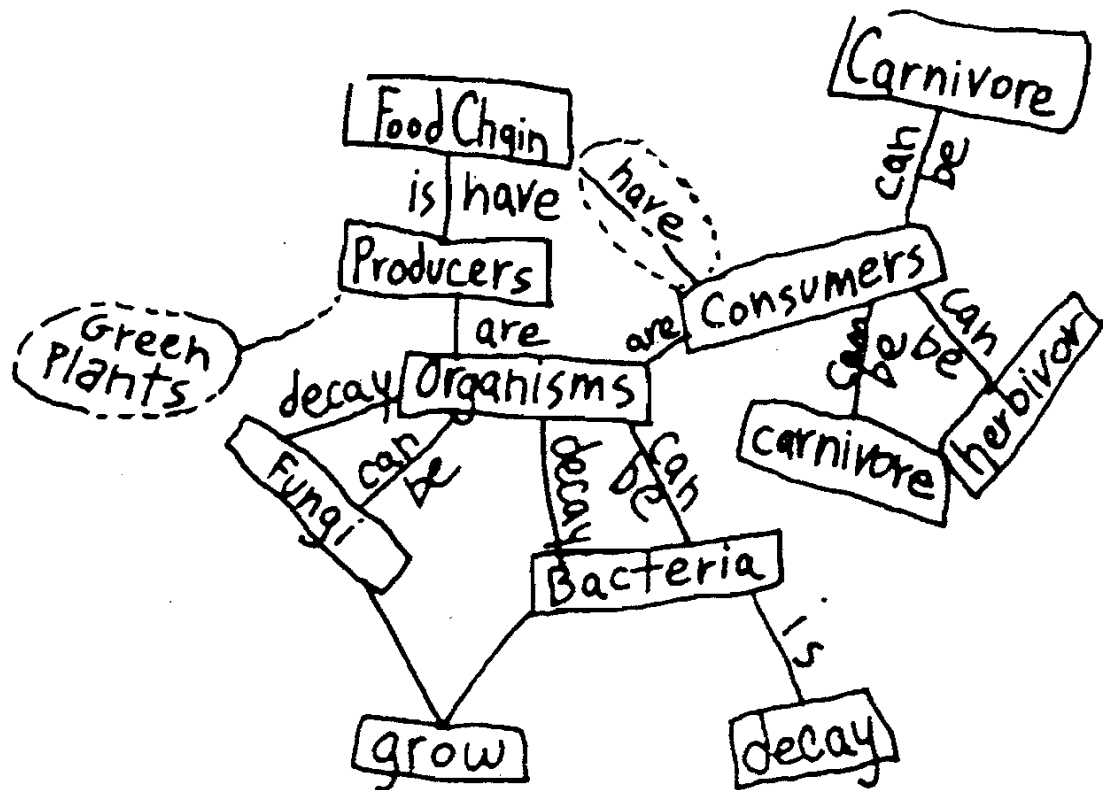 Carnivore
Food Chain
can be
is have
have
Producers
Consumers
Green
Plants
are
are
can be
can be
decay
Organisms
herbivor
carnivore
Fungi
can be
decay
can be
Bacteria
is
grow
decay